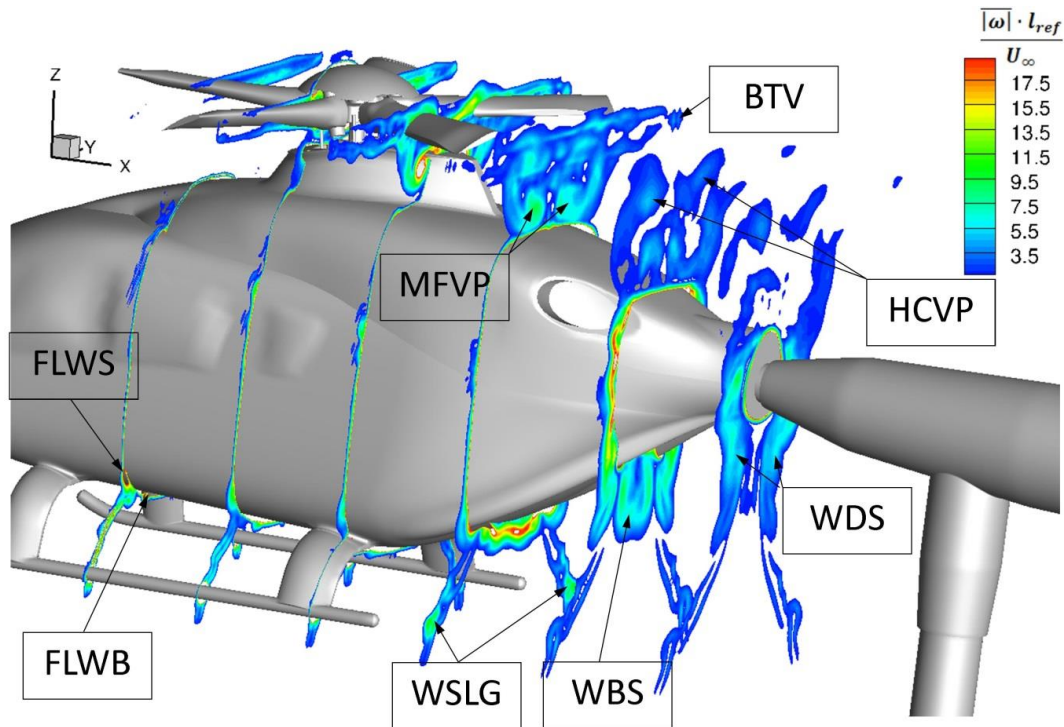 |ω| · l_ref
U∞
17.5
15.5
13.5
11.5
9.5
7.5
5.5
3.5
BTV
Z
Y
X
MFVP
HCVP
FLWS
WDS
FLWB
WSLG
WBS